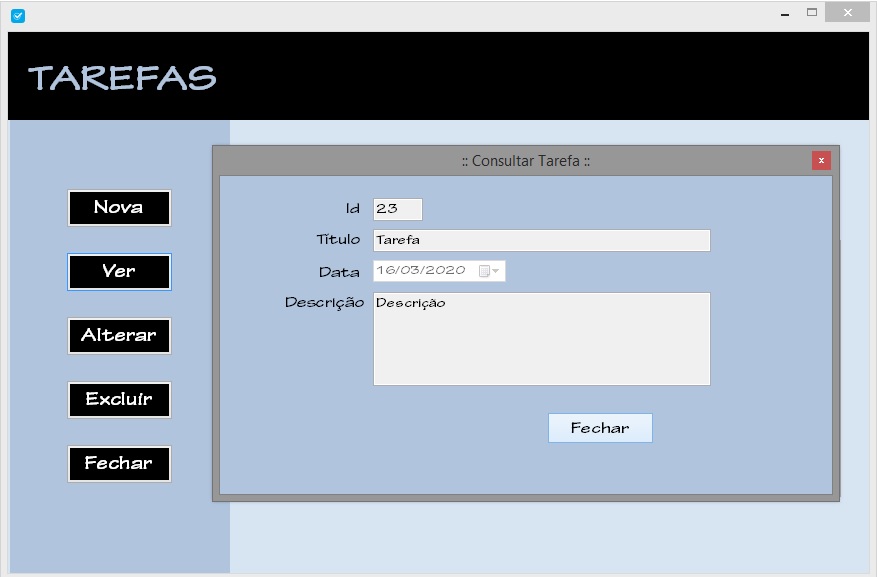 TAREFAS
Nova
Ver
Alterar
Excluir
Fechar
:: Consultar Tarefa ::
Id 23
Título Tarefa
Data 16/03/2020
Descrição Descrição
Fechar